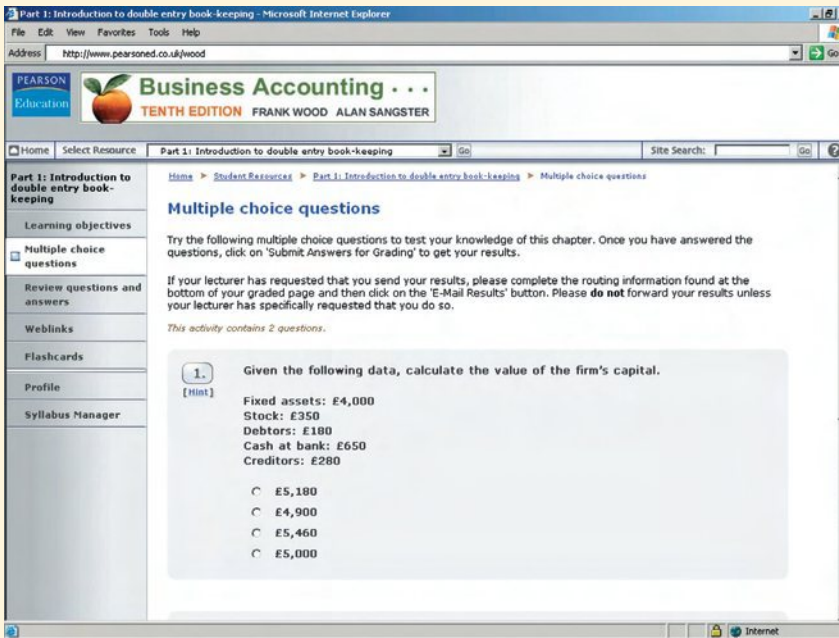 Part 1: Introduction to double entry book-keeping - Microsoft Internet Explorer
File Edit View Favorites Tools Help
Address http://www.pearsoned.co.uk/wood Go
PEARSON
Education
Business Accounting . . .
TENTH EDITION FRANK WOOD ALAN SANGSTER
Home Select Resource Part 1: Introduction to double entry book-keeping Go Site Search: Go ?
Part 1: Introduction to
double entry book-
keeping
Learning objectives
Multiple choice
questions
Review questions and
answers
Weblinks
Flashcards
Profile
Syllabus Manager
Home > Student Resources > Part 1: Introduction to double entry book-keeping > Multiple choice questions
Multiple choice questions
Try the following multiple choice questions to test your knowledge of this chapter. Once you have answered the
questions, click on 'Submit Answers for Grading' to get your results.
If your lecturer has requested that you send your results, please complete the routing information found at the
bottom of your graded page and then click on the 'E-Mail Results' button. Please do not forward your results unless
your lecturer has specifically requested that you do so.
This activity contains 2 questions.
1.
[Hint]
Given the following data, calculate the value of the firm's capital.
Fixed assets: £4,000
Stock: £350
Debtors: £180
Cash at bank: £650
Creditors: £280
£5,180
£4,900
£5,460
£5,000
Internet